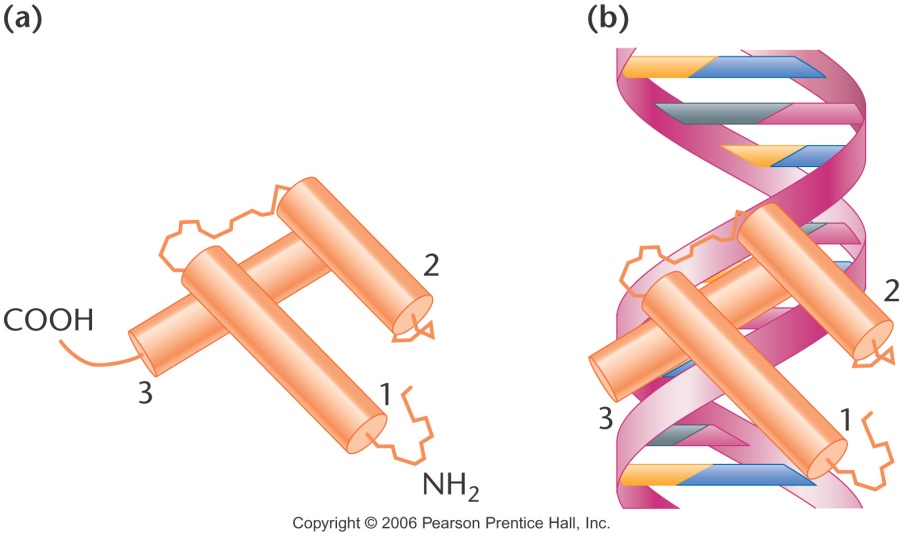 (a)
(b)
2
COOH
3
1
NH₂
2
3
1
Copyright © 2006 Pearson Prentice Hall, Inc.